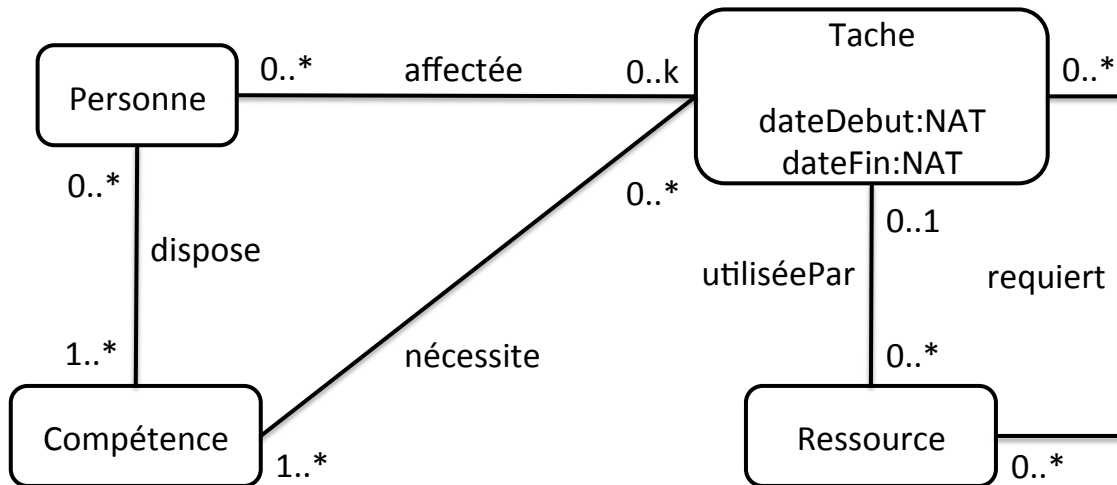 Tache
0..*
affectée
0..k
0..*
Personne
dateDebut:NAT
dateFin:NAT
0..*
0..*
0..1
dispose
utiliséePar
requiert
1..*
nécessite
0..*
Compétence
Ressource
1..*
0..*